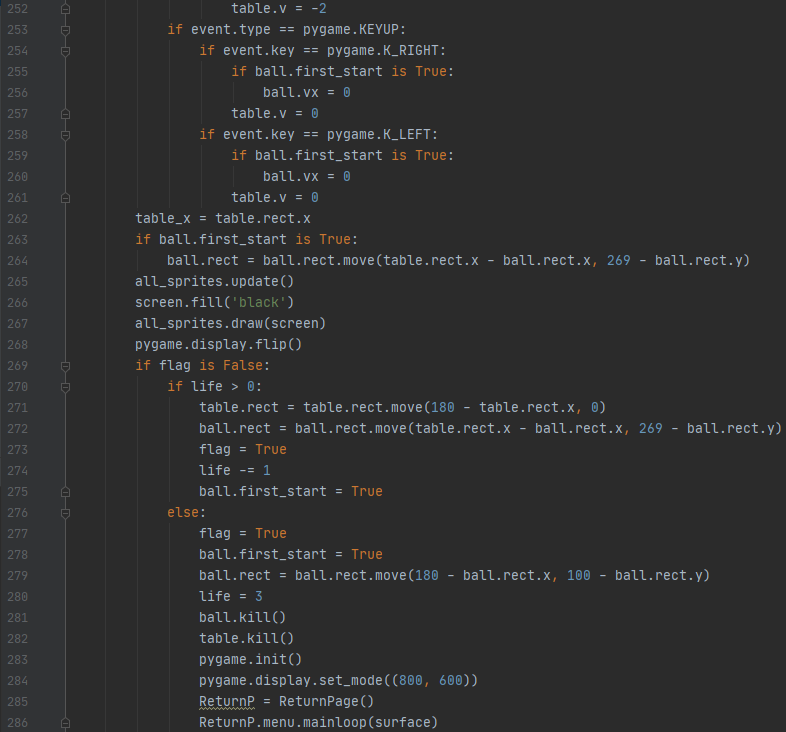 252 table.v = -2
253 if event.type == pygame.KEYUP:
254 if event.key == pygame.K_RIGHT:
255 if ball.first_start is True:
256 ball.vx = 0
257 table.v = 0
258 if event.key == pygame.K_LEFT:
259 if ball.first_start is True:
260 ball.vx = 0
261 table.v = 0
262 table_x = table.rect.x
263 if ball.first_start is True:
264 ball.rect = ball.rect.move(table.rect.x - ball.rect.x, 269 - ball.rect.y)
265 all_sprites.update()
266 screen.fill('black')
267 all_sprites.draw(screen)
268 pygame.display.flip()
269 if flag is False:
270 if life > 0:
271 table.rect = table.rect.move(180 - table.rect.x, 0)
272 ball.rect = ball.rect.move(table.rect.x - ball.rect.x, 269 - ball.rect.y)
273 flag = True
274 life -= 1
275 ball.first_start = True
276 else:
277 flag = True
278 ball.first_start = True
279 ball.rect = ball.rect.move(180 - ball.rect.x, 100 - ball.rect.y)
280 life = 3
281 ball.kill()
282 table.kill()
283 pygame.init()
284 pygame.display.set_mode((800, 600))
285 ReturnP = ReturnPage()
286 ReturnP.menu.mainloop(surface)